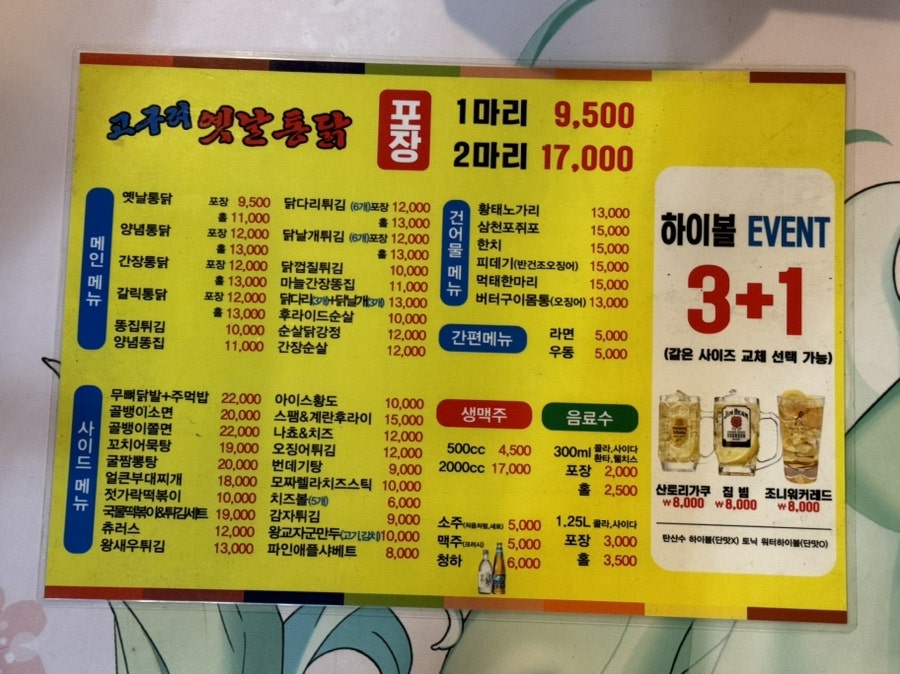 고구려 옛날통닭
포장
1마리 9,500
2마리 17,000
메인 메뉴
옛날통닭 포장 9,500
홀 11,000
양념통닭 포장 12,000
홀 13,000
간장통닭 포장 12,000
홀 13,000
갈릭통닭 포장 12,000
홀 13,000
똥집튀김 10,000
양념똥집 11,000
닭다리튀김 (6개)포장 12,000
홀 13,000
닭날개튀김 (6개)포장 12,000
홀 13,000
닭껍질튀김 10,000
마늘간장똥집 11,000
닭다리(3개)+닭날개(3개) 13,000
후라이드순살 10,000
순살닭강정 12,000
간장순살 12,000
건어물 메뉴
황태노가리 13,000
삼천포쥐포 15,000
한치 15,000
피데기(반건조오징어) 15,000
먹태한마리 15,000
버터구이몸통(오징어) 13,000
간편메뉴
라면 5,000
우동 5,000
하이볼 EVENT
3+1
(같은 사이즈 교체 선택 가능)
JIM BEAM
산토리가쿠 ₩8,000
짐 빔 ₩8,000
조니워커레드 ₩8,000
탄산수 하이볼(단맛X) 토닉 워터하이볼(단맛O)
사이드 메뉴
무뼈닭발+주먹밥 22,000
골뱅이소면 20,000
골뱅이쫄면 22,000
꼬치어묵탕 19,000
굴짬뽕탕 20,000
얼큰부대찌개 18,000
젓가락떡볶이 10,000
국물떡볶이&튀김세트 19,000
츄러스 12,000
왕새우튀김 13,000
아이스황도 10,000
스팸&계란후라이 15,000
나쵸&치즈 12,000
오징어튀김 12,000
번데기탕 9,000
모짜렐라치즈스틱 10,000
치즈볼(5개) 6,000
감자튀김 9,000
왕교자군만두(고기,김치)10,000
파인애플샤베트 8,000
생맥주
500cc 4,500
2000cc 17,000
소주(처음처럼,새로) 5,000
맥주(크러시) 5,000
청하 6,000
음료수
300ml 콜라,사이다
환타,웰치스
포장 2,000
홀 2,500
1.25L 콜라,사이다
포장 3,000
홀 3,500